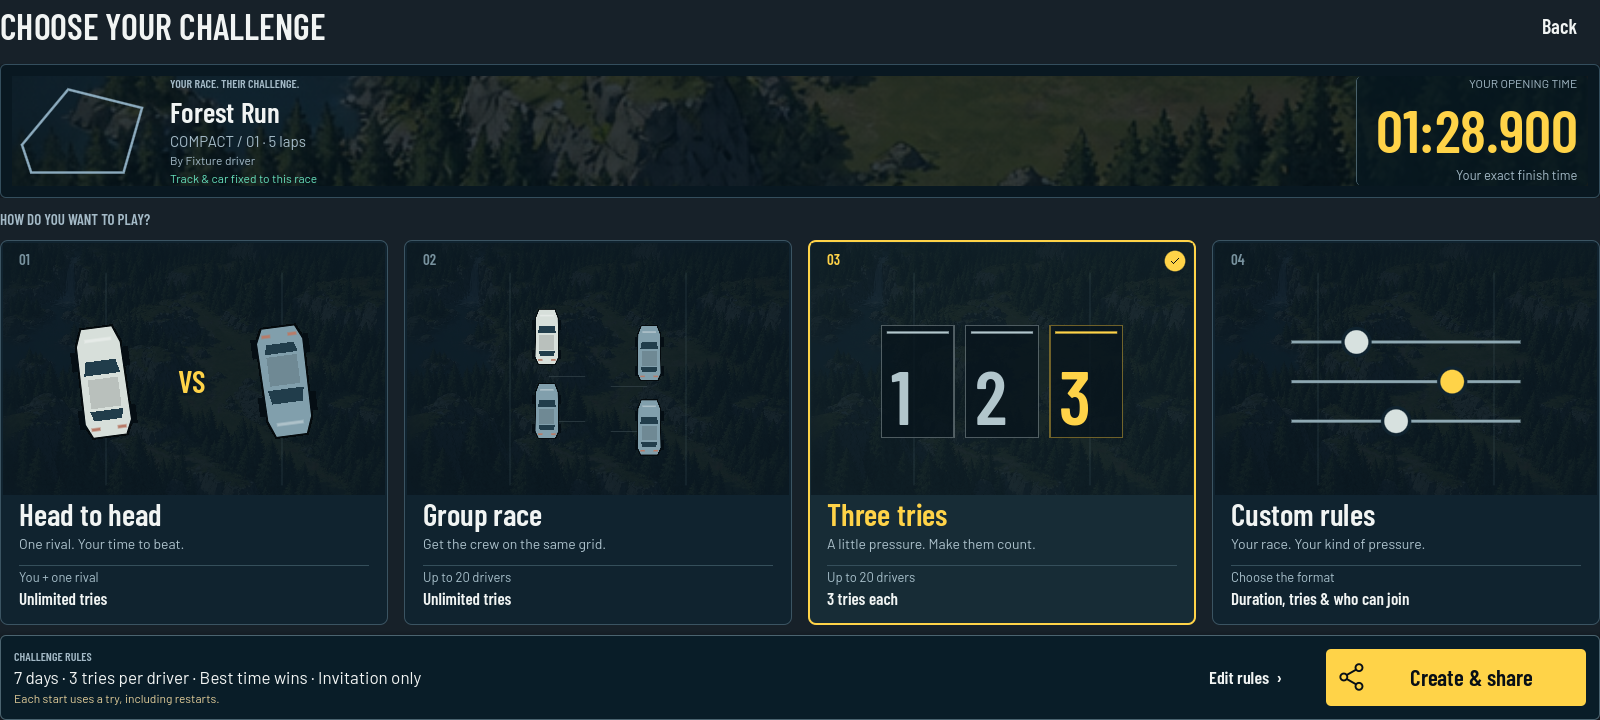 CHOOSE YOUR CHALLENGE
Back
YOUR RACE. THEIR CHALLENGE.
Forest Run
COMPACT / 01 · 5 laps
By Fixture driver
Track & car fixed to this race
YOUR OPENING TIME
01:28.900
Your exact finish time
HOW DO YOU WANT TO PLAY?
01
VS
Head to head
One rival. Your time to beat.
You + one rival
Unlimited tries
02
Group race
Get the crew on the same grid.
Up to 20 drivers
Unlimited tries
03
1 2 3
Three tries
A little pressure. Make them count.
Up to 20 drivers
3 tries each
04
Custom rules
Your race. Your kind of pressure.
Choose the format
Duration, tries & who can join
CHALLENGE RULES
7 days · 3 tries per driver · Best time wins · Invitation only
Each start uses a try, including restarts.
Edit rules ›
Create & share